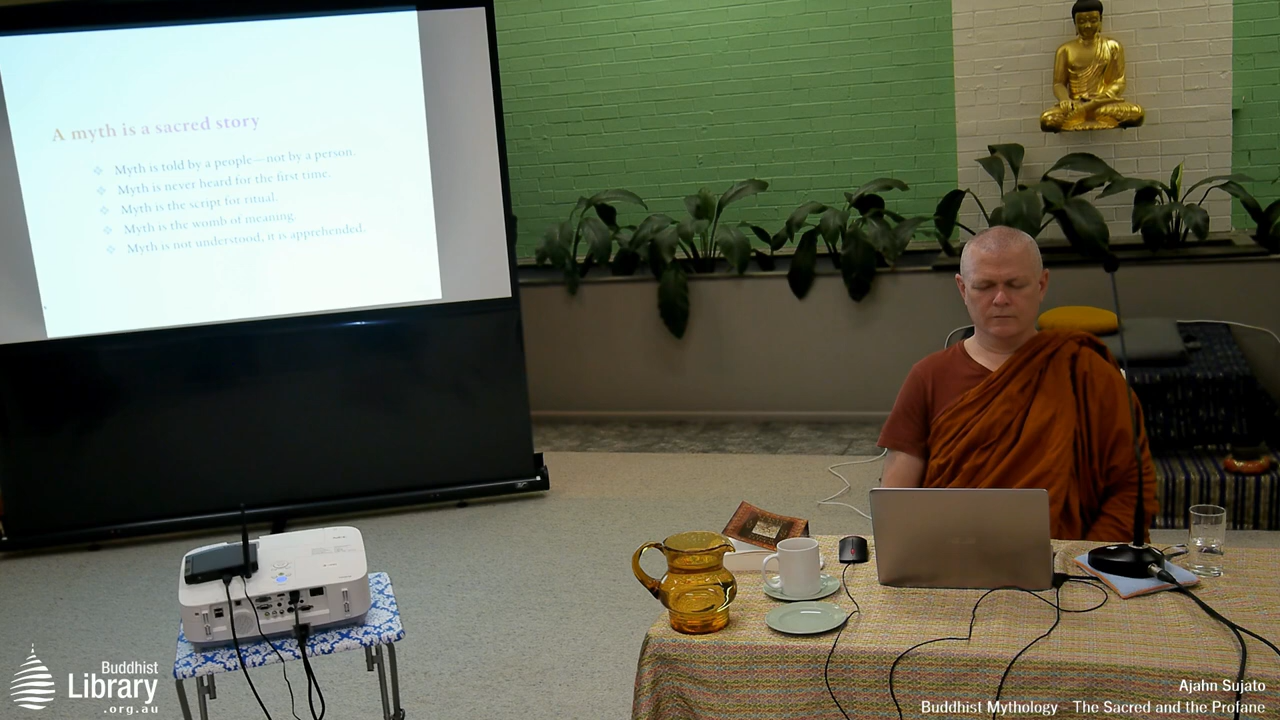 A myth is a sacred story
Myth is told by a people—not by a person.
Myth is never heard for the first time.
Myth is the script for ritual.
Myth is the womb of meaning.
Myth is not understood, it is apprehended.
Buddhist
Library
.org.au
Ajahn Sujato
Buddhist Mythology The Sacred and the Profane